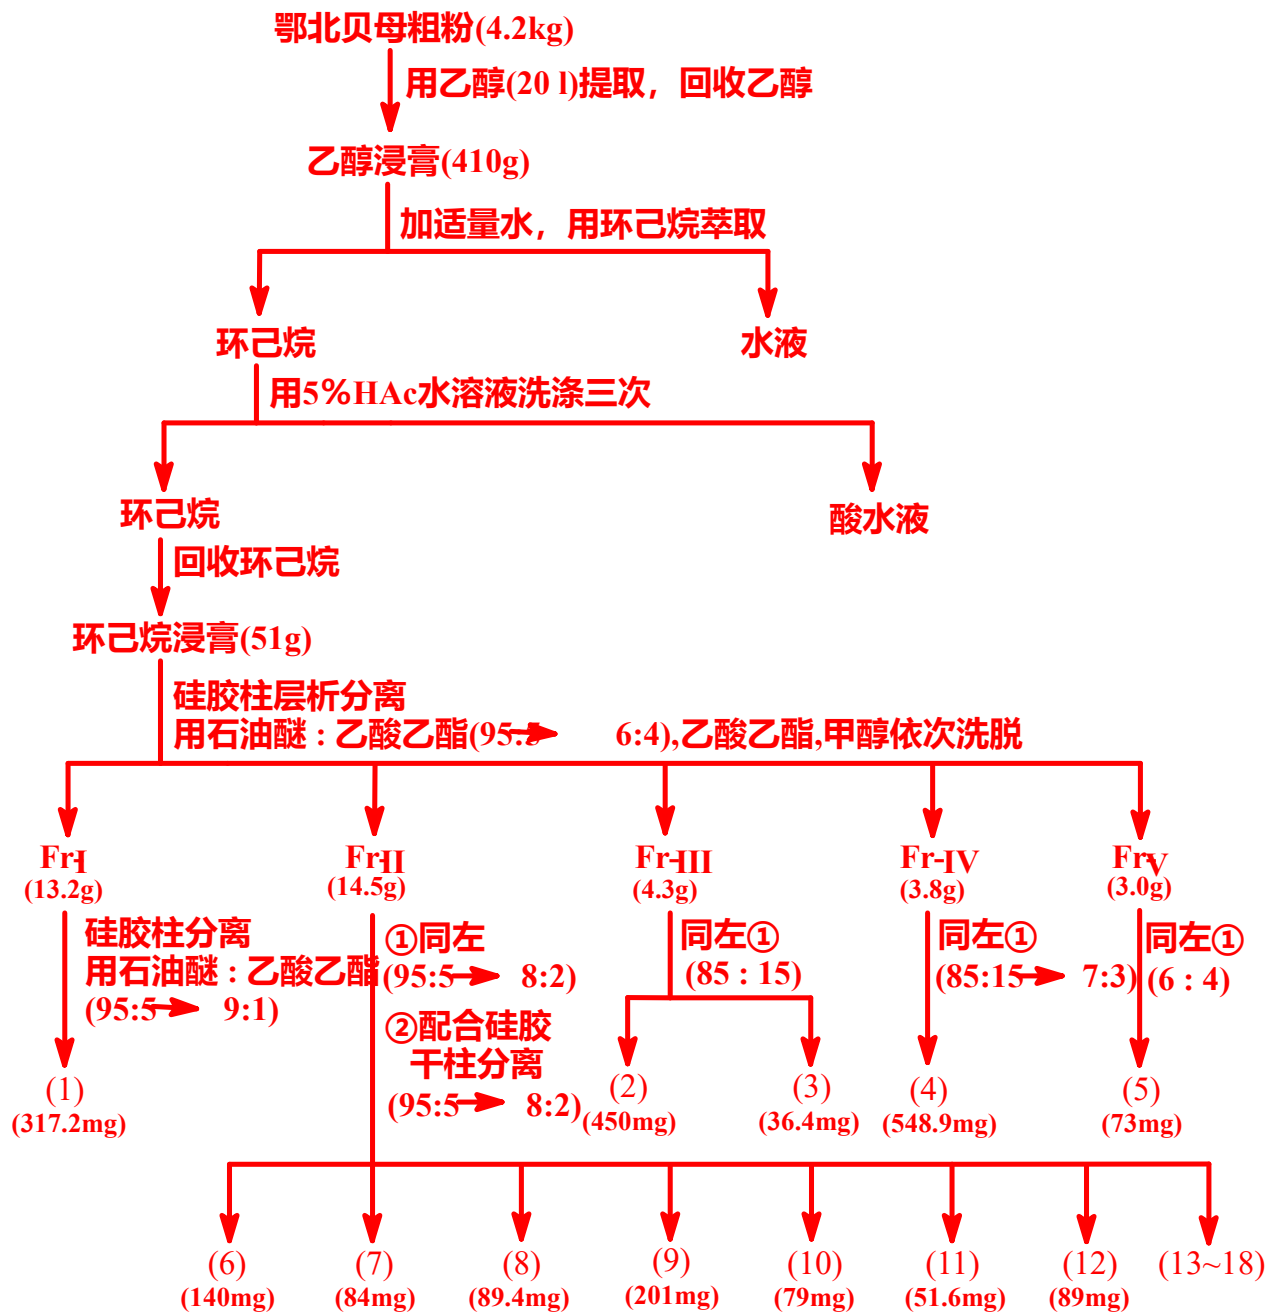 鄂北贝母粗粉(4.2kg)
用乙醇(20 l)提取，回收乙醇
乙醇浸膏(410g)
加适量水，用环己烷萃取
环己烷
水液
用5%HAc水溶液洗涤三次
环己烷
酸水液
回收环己烷
环己烷浸膏(51g)
硅胶柱层析分离
用石油醚：乙酸乙酯(95:5 6:4),乙酸乙酯,甲醇依次洗脱
Fr-I
(13.2g)
Fr-II
(14.5g)
Fr-III
(4.3g)
Fr-IV
(3.8g)
Fr-V
(3.0g)
硅胶柱分离
用石油醚：乙酸乙酯
(95:5 9:1)
①同左
(95:5 8:2)
②配合硅胶
干柱分离
(95:5 8:2)
同左①
(85 : 15)
同左①
(85:15 7:3)
同左①
(6 : 4)
(1)
(317.2mg)
(2)
(450mg)
(3)
(36.4mg)
(4)
(548.9mg)
(5)
(73mg)
(6)
(140mg)
(7)
(84mg)
(8)
(89.4mg)
(9)
(201mg)
(10)
(79mg)
(11)
(51.6mg)
(12)
(89mg)
(13~18)